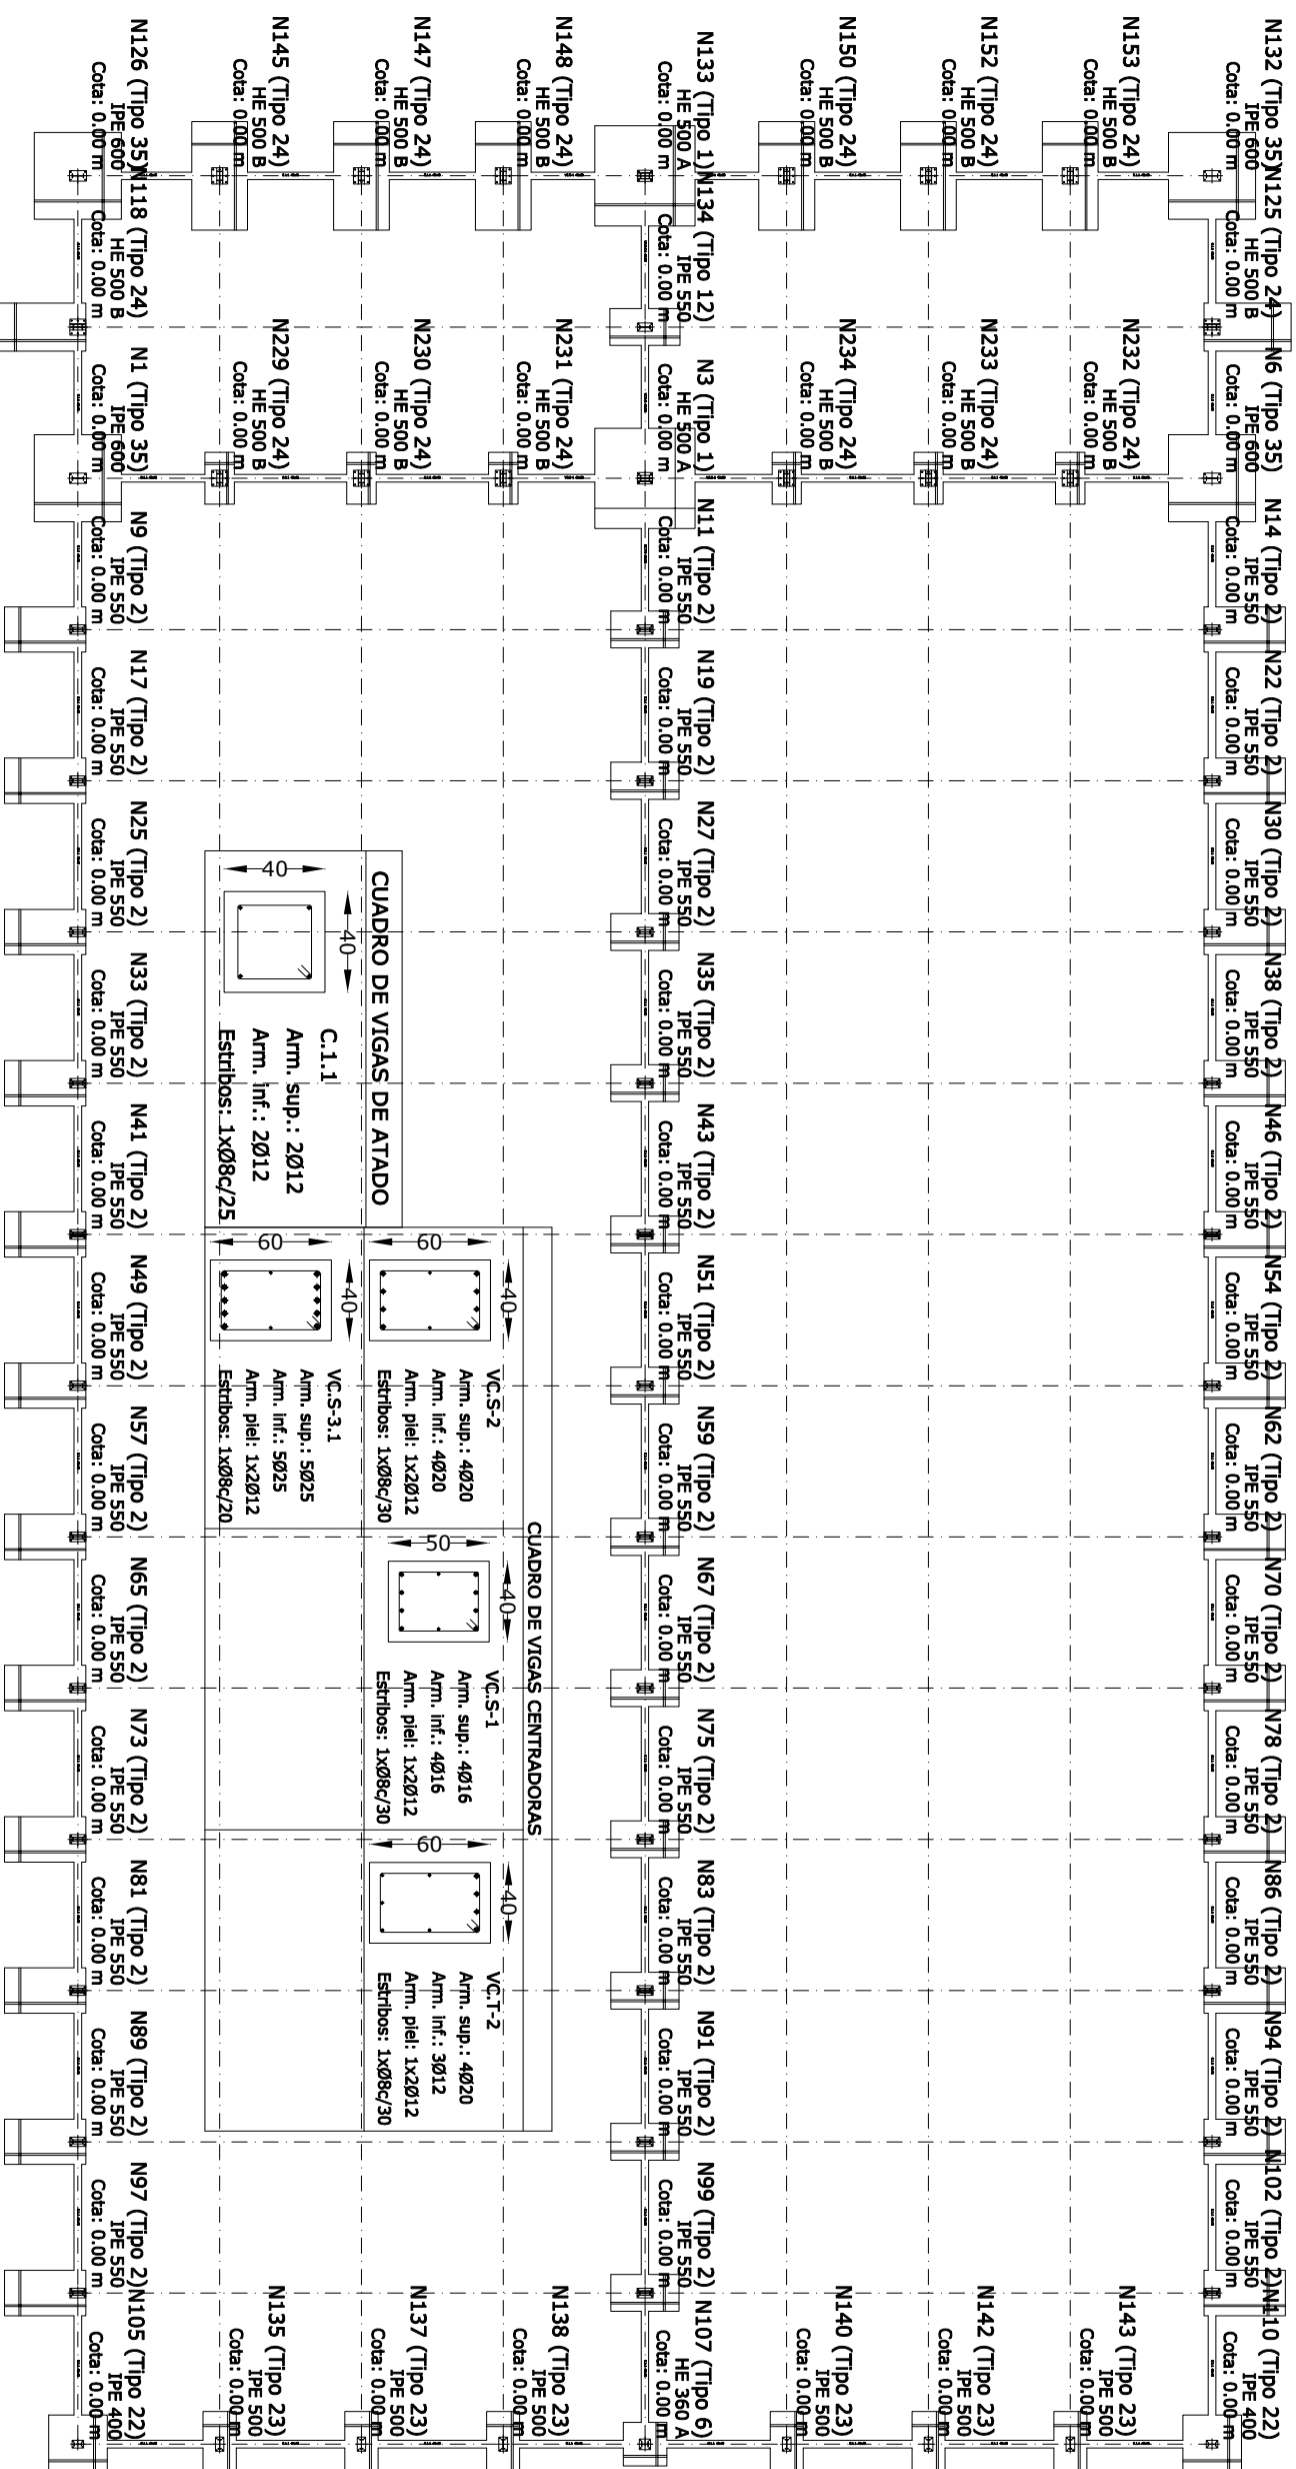 N132 (Tipo 35)
IPE 600
Cota: 0.00 m
N125 (Tipo 24)
HE 500 B
Cota: 0.00 m
N6 (Tipo 35)
IPE 600
Cota: 0.00 m
N14 (Tipo 2)
IPE 550
Cota: 0.00 m
N22 (Tipo 2)
IPE 550
Cota: 0.00 m
N30 (Tipo 2)
IPE 550
Cota: 0.00 m
N38 (Tipo 2)
IPE 550
Cota: 0.00 m
N46 (Tipo 2)
IPE 550
Cota: 0.00 m
N54 (Tipo 2)
IPE 550
Cota: 0.00 m
N62 (Tipo 2)
IPE 550
Cota: 0.00 m
N70 (Tipo 2)
IPE 550
Cota: 0.00 m
N78 (Tipo 2)
IPE 550
Cota: 0.00 m
N86 (Tipo 2)
IPE 550
Cota: 0.00 m
N94 (Tipo 2)
IPE 550
Cota: 0.00 m
N102 (Tipo 2)
IPE 550
Cota: 0.00 m
N110 (Tipo 22)
IPE 400
Cota: 0.00 m
N153 (Tipo 24)
HE 500 B
Cota: 0.00 m
N232 (Tipo 24)
HE 500 B
Cota: 0.00 m
N143 (Tipo 23)
IPE 500
Cota: 0.00 m
N152 (Tipo 24)
HE 500 B
Cota: 0.00 m
N233 (Tipo 24)
HE 500 B
Cota: 0.00 m
N142 (Tipo 23)
IPE 500
Cota: 0.00 m
N150 (Tipo 24)
HE 500 B
Cota: 0.00 m
N234 (Tipo 24)
HE 500 B
Cota: 0.00 m
N140 (Tipo 23)
IPE 500
Cota: 0.00 m
N133 (Tipo 1)
HE 500 A
Cota: 0.00 m
N134 (Tipo 12)
IPE 550
Cota: 0.00 m
N3 (Tipo 1)
HE 500 A
Cota: 0.00 m
N11 (Tipo 2)
IPE 550
Cota: 0.00 m
N19 (Tipo 2)
IPE 550
Cota: 0.00 m
N27 (Tipo 2)
IPE 550
Cota: 0.00 m
N35 (Tipo 2)
IPE 550
Cota: 0.00 m
N43 (Tipo 2)
IPE 550
Cota: 0.00 m
N51 (Tipo 2)
IPE 550
Cota: 0.00 m
N59 (Tipo 2)
IPE 550
Cota: 0.00 m
N67 (Tipo 2)
IPE 550
Cota: 0.00 m
N75 (Tipo 2)
IPE 550
Cota: 0.00 m
N83 (Tipo 2)
IPE 550
Cota: 0.00 m
N91 (Tipo 2)
IPE 550
Cota: 0.00 m
N99 (Tipo 2)
IPE 550
Cota: 0.00 m
N107 (Tipo 6)
HE 360 A
Cota: 0.00 m
N148 (Tipo 24)
HE 500 B
Cota: 0.00 m
N231 (Tipo 24)
HE 500 B
Cota: 0.00 m
N138 (Tipo 23)
IPE 500
Cota: 0.00 m
N147 (Tipo 24)
HE 500 B
Cota: 0.00 m
N230 (Tipo 24)
HE 500 B
Cota: 0.00 m
N137 (Tipo 23)
IPE 500
Cota: 0.00 m
N145 (Tipo 24)
HE 500 B
Cota: 0.00 m
N229 (Tipo 24)
HE 500 B
Cota: 0.00 m
N135 (Tipo 23)
IPE 500
Cota: 0.00 m
CUADRO DE VIGAS DE ATADO
40
40
C.1.1
Arm. sup.: 2Ø12
Arm. inf.: 2Ø12
Estribos: 1xØ8c/25
CUADRO DE VIGAS CENTRADORAS
40
60
VC.S-2
Arm. sup.: 4Ø20
Arm. inf.: 4Ø20
Arm. piel: 1x2Ø12
Estribos: 1xØ8c/30
40
50
VC.S-1
Arm. sup.: 4Ø16
Arm. inf.: 4Ø16
Arm. piel: 1x2Ø12
Estribos: 1xØ8c/30
40
60
VC.T-2
Arm. sup.: 4Ø20
Arm. inf.: 3Ø12
Arm. piel: 1x2Ø12
Estribos: 1xØ8c/30
40
60
VC.S-3.1
Arm. sup.: 5Ø25
Arm. inf.: 5Ø25
Arm. piel: 1x2Ø12
Estribos: 1xØ8c/20
N126 (Tipo 35)
IPE 600
Cota: 0.00 m
N118 (Tipo 24)
HE 500 B
Cota: 0.00 m
N1 (Tipo 35)
IPE 600
Cota: 0.00 m
N9 (Tipo 2)
IPE 550
Cota: 0.00 m
N17 (Tipo 2)
IPE 550
Cota: 0.00 m
N25 (Tipo 2)
IPE 550
Cota: 0.00 m
N33 (Tipo 2)
IPE 550
Cota: 0.00 m
N41 (Tipo 2)
IPE 550
Cota: 0.00 m
N49 (Tipo 2)
IPE 550
Cota: 0.00 m
N57 (Tipo 2)
IPE 550
Cota: 0.00 m
N65 (Tipo 2)
IPE 550
Cota: 0.00 m
N73 (Tipo 2)
IPE 550
Cota: 0.00 m
N81 (Tipo 2)
IPE 550
Cota: 0.00 m
N89 (Tipo 2)
IPE 550
Cota: 0.00 m
N97 (Tipo 2)
IPE 550
Cota: 0.00 m
N105 (Tipo 22)
IPE 400
Cota: 0.00 m